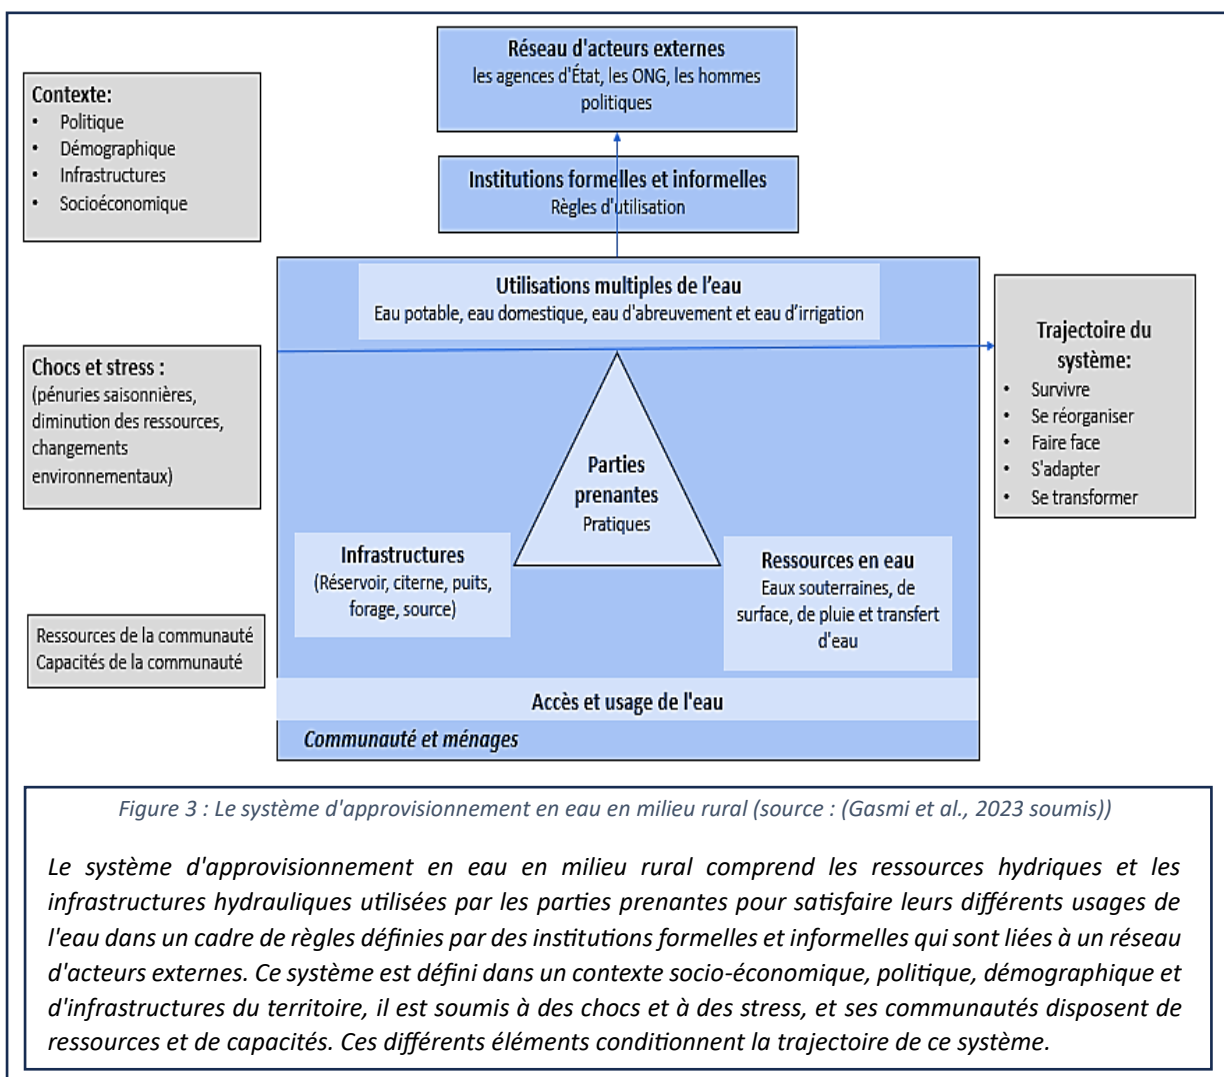 Réseau d'acteurs externes
les agences d'État, les ONG, les hommes
politiques
Contexte:
• Politique
• Démographique
• Infrastructures
• Socioéconomique
Institutions formelles et informelles
Règles d'utilisation
Utilisations multiples de l'eau
Eau potable, eau domestique, eau d'abreuvement et eau d'irrigation
Chocs et stress :
(pénuries saisonnières,
diminution des ressources,
changements
environnementaux)
Trajectoire du
système:
• Survivre
• Se réorganiser
• Faire face
• S'adapter
• Se transformer
Parties
prenantes
Pratiques
Infrastructures
(Réservoir, citerne, puits,
forage, source)
Ressources en eau
Eaux souterraines, de
surface, de pluie et transfert
d'eau
Ressources de la communauté
Capacités de la communauté
Accès et usage de l'eau
Communauté et ménages
Figure 3 : Le système d'approvisionnement en eau en milieu rural (source : (Gasmi et al., 2023 soumis))
Le système d'approvisionnement en eau en milieu rural comprend les ressources hydriques et les
infrastructures hydrauliques utilisées par les parties prenantes pour satisfaire leurs différents usages de
l'eau dans un cadre de règles définies par des institutions formelles et informelles qui sont liées à un réseau
d'acteurs externes. Ce système est défini dans un contexte socio-économique, politique, démographique et
d'infrastructures du territoire, il est soumis à des chocs et à des stress, et ses communautés disposent de
ressources et de capacités. Ces différents éléments conditionnent la trajectoire de ce système.